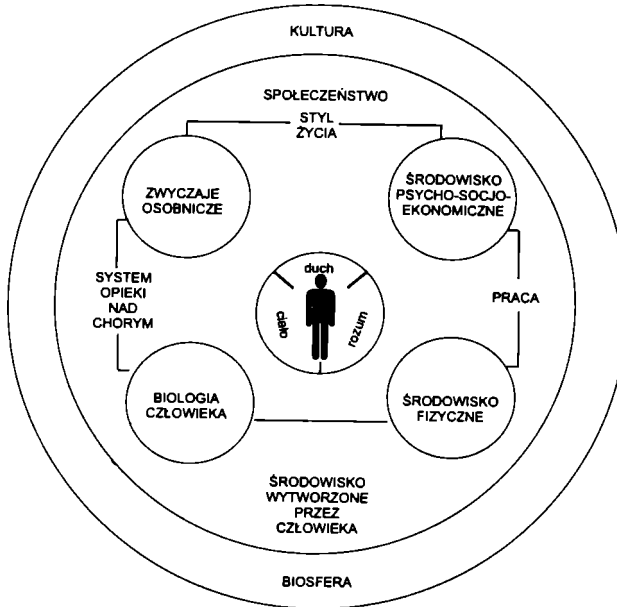 KULTURA
SPOŁECZEŃSTWO
STYL
ŻYCIA
ZWYCZAJE
OSOBNICZE
ŚRODOWISKO
PSYCHO-SOCJO-
EKONOMICZNE
SYSTEM
OPIEKI
NAD
CHORYM
duch
ciało
rozum
PRACA
BIOLOGIA
CZŁOWIEKA
ŚRODOWISKO
FIZYCZNE
ŚRODOWISKO
WYTWORZONE
PRZEZ
CZŁOWIEKA
BIOSFERA